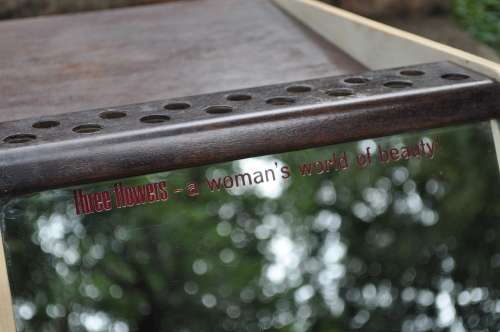 three flowers - a woman's world of beauty